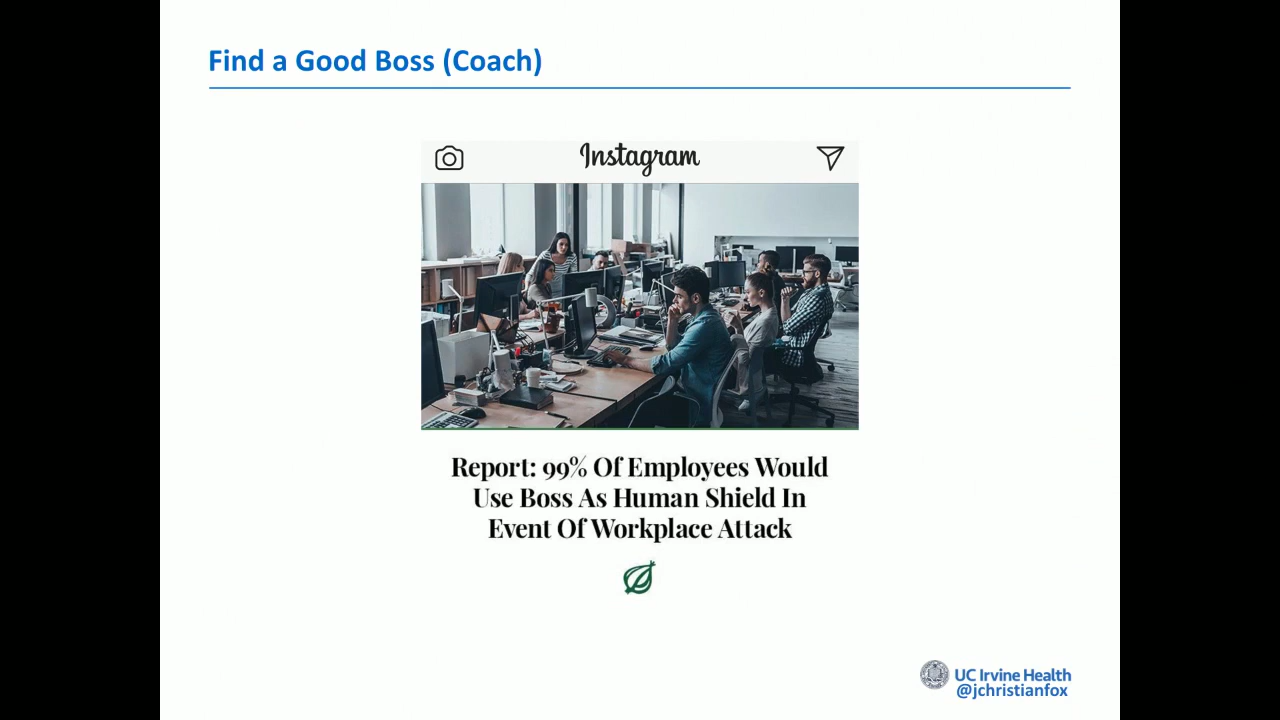 Find a Good Boss (Coach)
Instagram
Report: 99% Of Employees Would
Use Boss As Human Shield In
Event Of Workplace Attack
UC Irvine Health
@jchristianfox